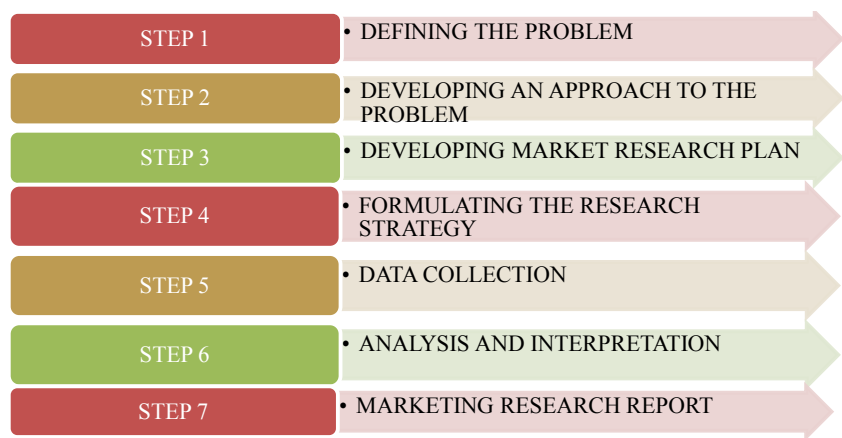 STEP 1
• DEFINING THE PROBLEM
STEP 2
• DEVELOPING AN APPROACH TO THE
PROBLEM
STEP 3
• DEVELOPING MARKET RESEARCH PLAN
STEP 4
• FORMULATING THE RESEARCH
STRATEGY
STEP 5
• DATA COLLECTION
STEP 6
• ANALYSIS AND INTERPRETATION
STEP 7
• MARKETING RESEARCH REPORT